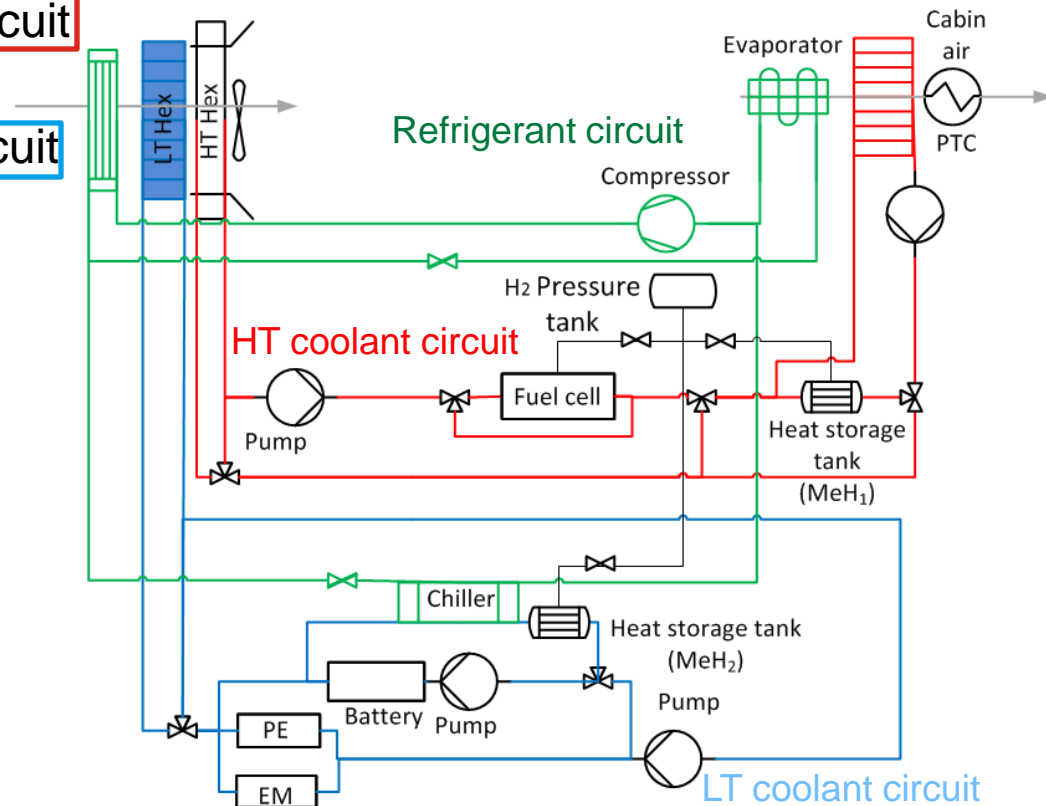 cuit
Cabin
air
Evaporator
LT Hex
HT Hex
Refrigerant circuit
PTC
cuit
Compressor
H2 Pressure
tank
HT coolant circuit
Fuel cell
Pump
Heat storage
tank
(MeH₁)
Chiller
Heat storage tank
(MeH₂)
Battery
Pump
Pump
PE
EM
LT coolant circuit